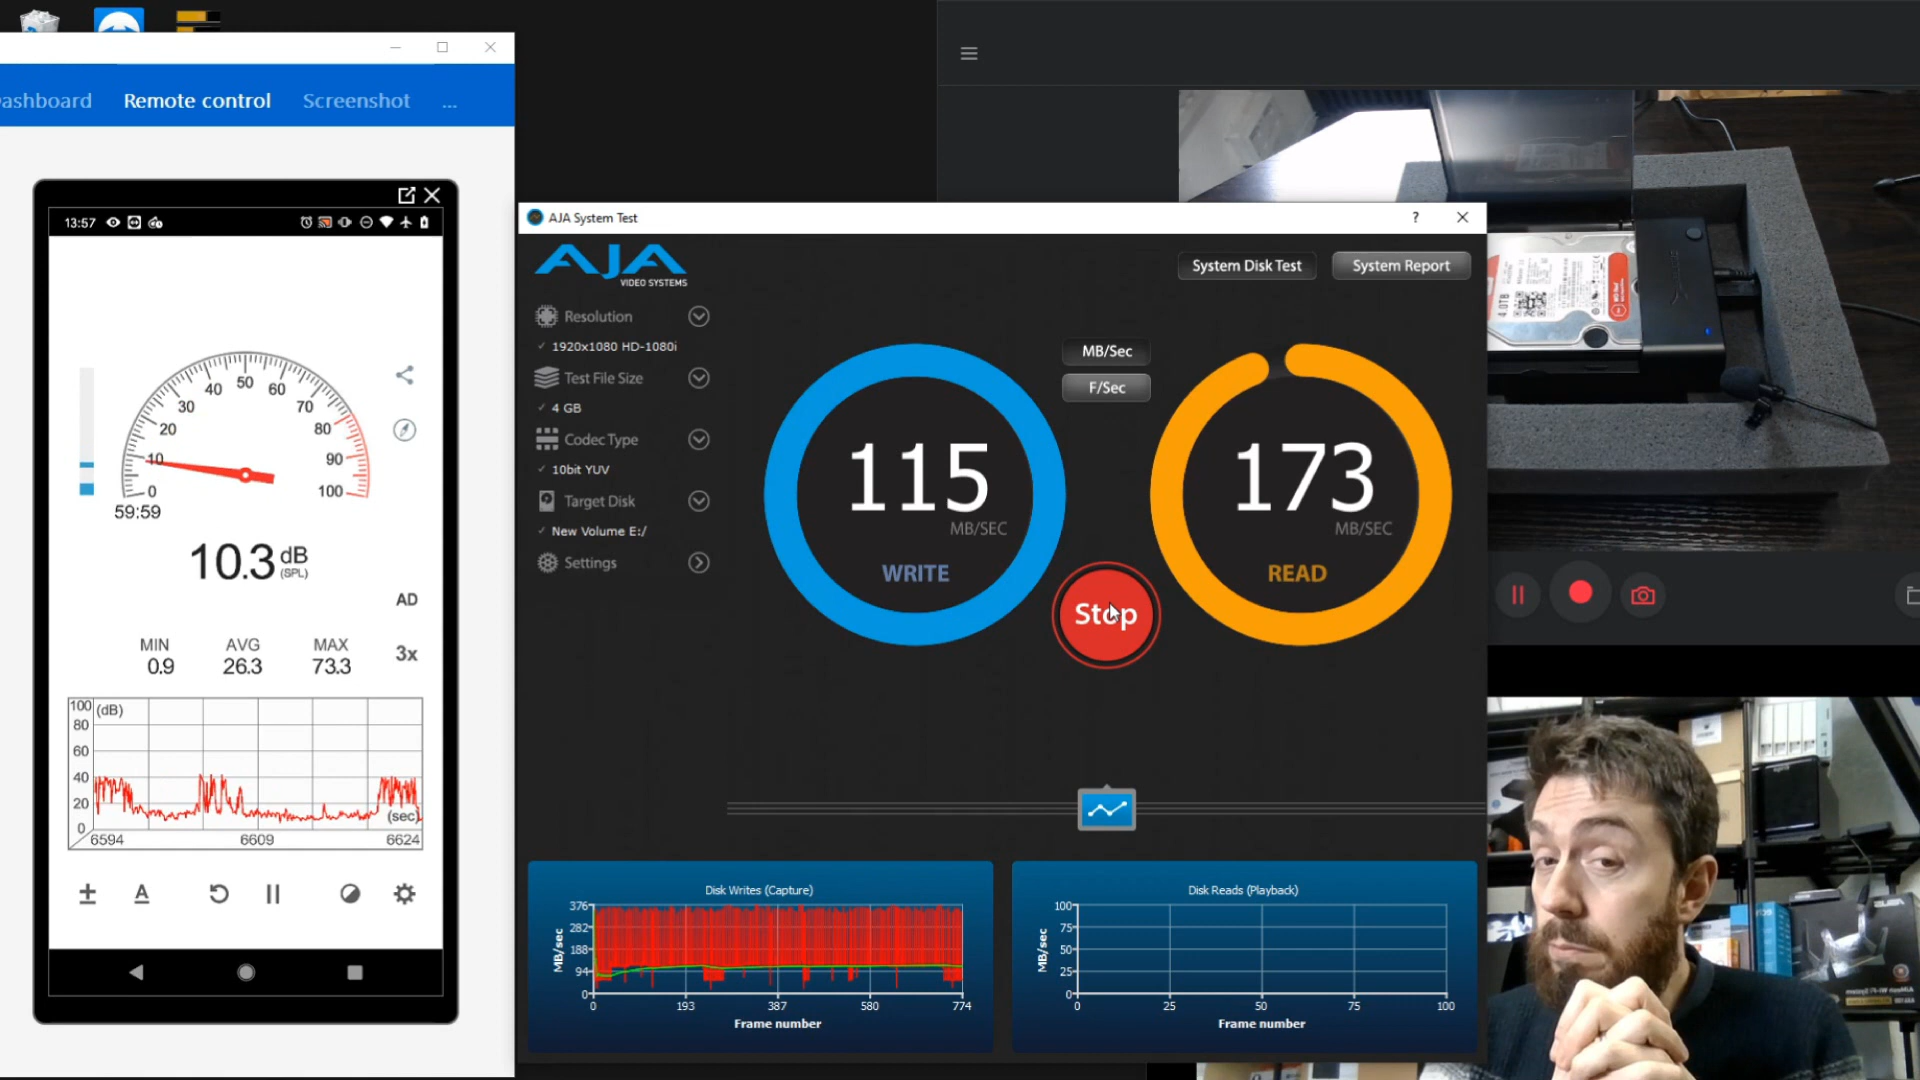 ashboard
Remote control
Screenshot
...
13:57
0
10
20
30
40
50
60
70
80
90
100
59:59
10.3 dB
(SPL)
AD
MIN
AVG
MAX
3x
0.9
26.3
73.3
100
(dB)
80
60
40
20
0
(sec)
6594
6609
6624
A
AJA System Test
?
AJA
VIDEO SYSTEMS
System Disk Test
System Report
Resolution
1920x1080 HD-1080i
Test File Size
4 GB
Codec Type
10bit YUV
Target Disk
New Volume E:/
Settings
MB/Sec
F/Sec
115
MB/SEC
WRITE
173
MB/SEC
READ
Stop
Disk Writes (Capture)
MB/sec
376
282
188
94
0
0
193
387
580
774
Frame number
Disk Reads (Playback)
MB/sec
100
75
50
25
0
0
25
50
75
100
Frame number
4.0TB